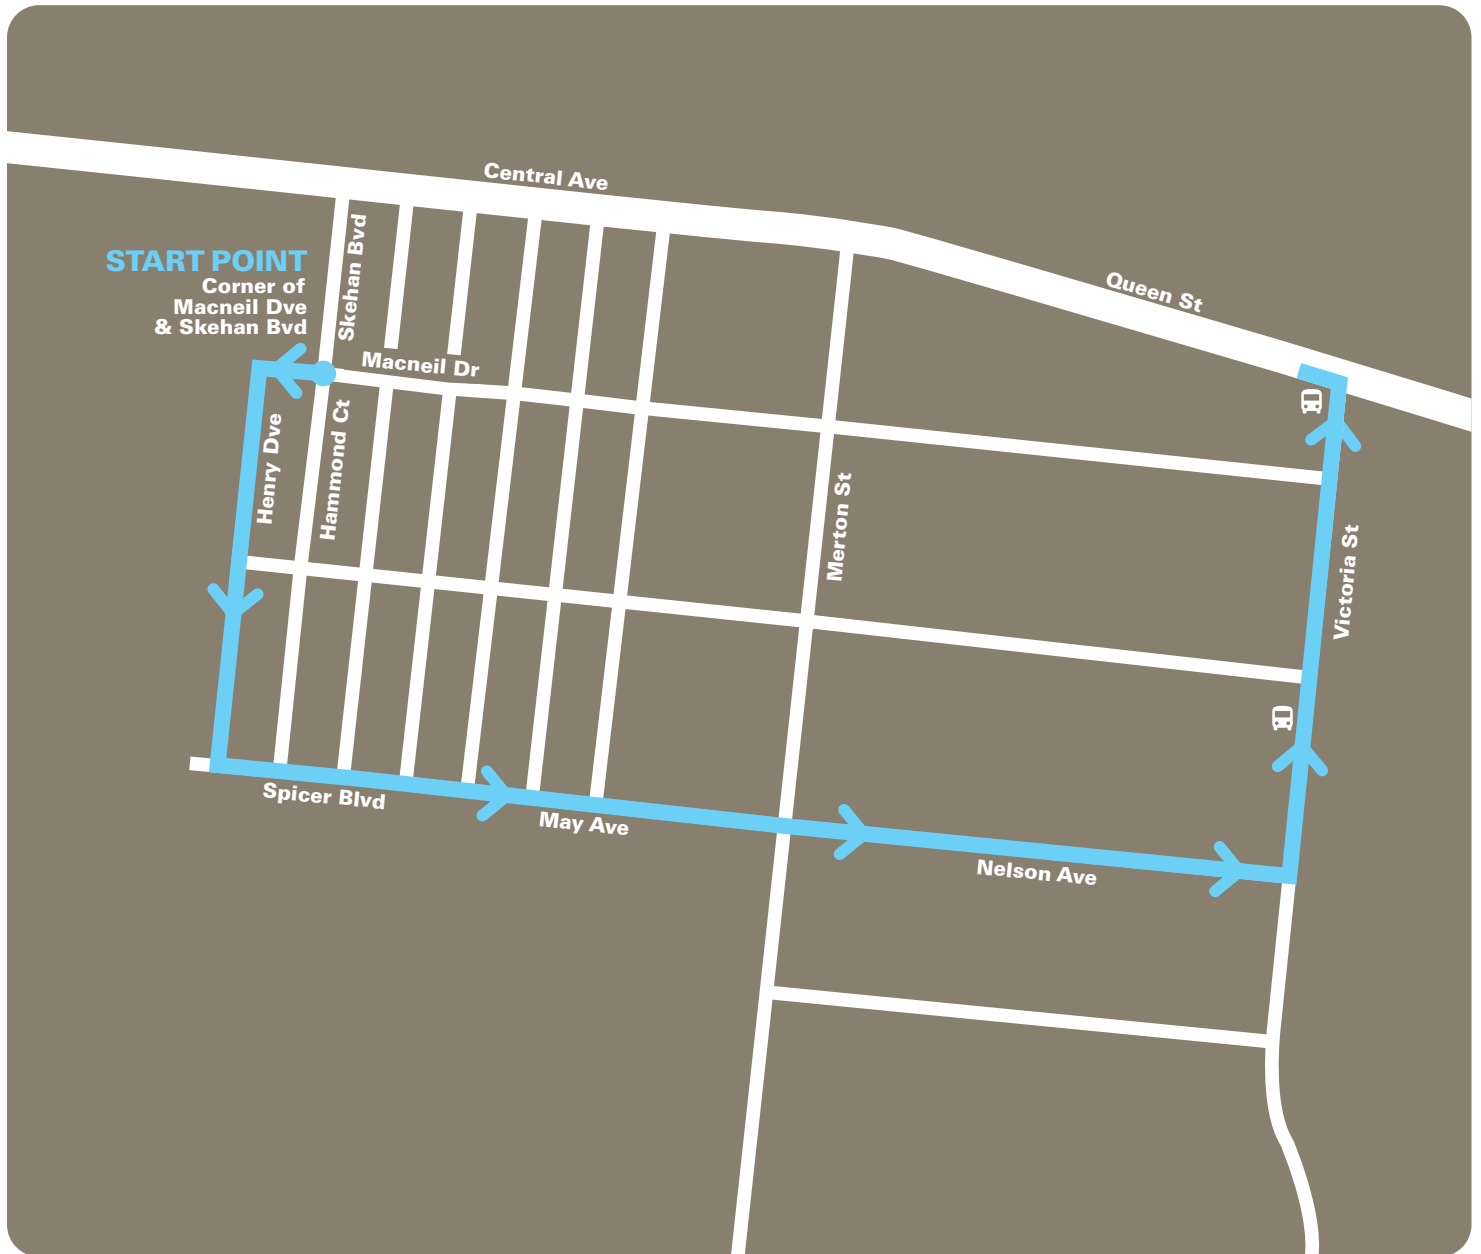 Central Ave
Skehan Bvd
START POINT
Corner of
Macneil Dve
& Skehan Bvd
Queen St
Macneil Dr
Henry Dve
Hammond Ct
Merton St
Victoria St
Spicer Blvd
May Ave
Nelson Ave